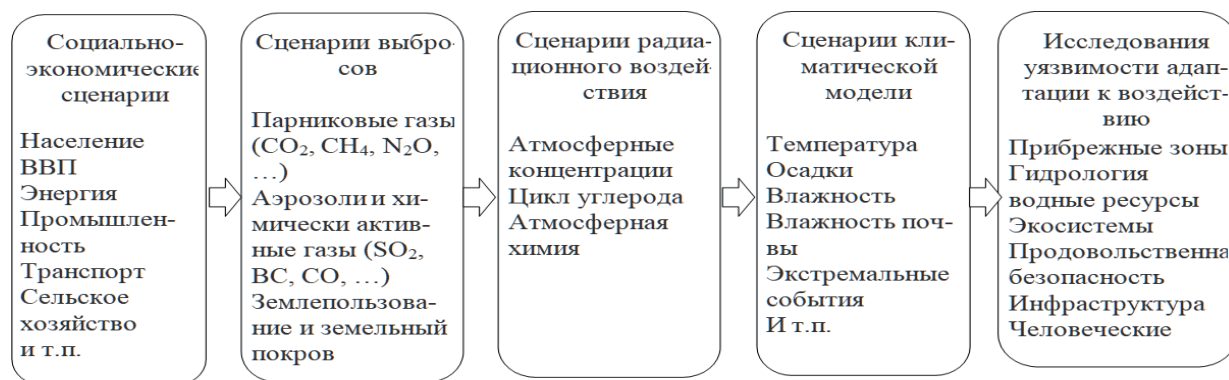 Социально-
экономические
сценарии
Население
ВВП
Энергия
Промышлен-
ность
Транспорт
Сельское
хозяйство
и т.п.
Сценарии выбро-
сов
Парниковые газы
(CO₂, CH₄, N₂O,
…)
Аэрозоли и хи-
мически актив-
ные газы (SO₂,
BC, CO, …)
Землепользова-
ние и земельный
покров
Сценарии радиа-
ционного воздей-
ствия
Атмосферные
концентрации
Цикл углерода
Атмосферная
химия
Сценарии кли-
матической
модели
Температура
Осадки
Влажность
Влажность поч-
вы
Экстремальные
события
И т.п.
Исследования
уязвимости адап-
тации к воздейст-
вию
Прибрежные зоны
Гидрология
водные ресурсы
Экосистемы
Продовольственна
безопасность
Инфраструктура
Человеческие